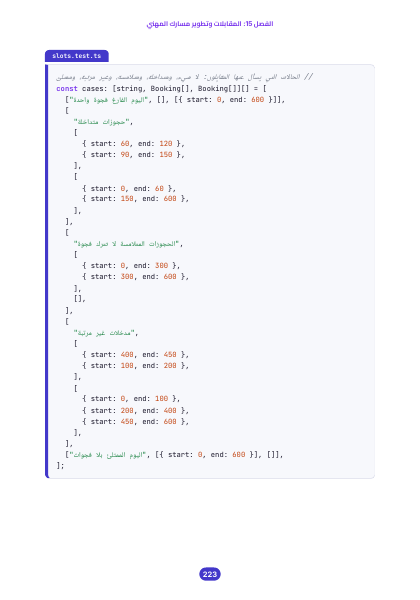 الفصل 15: المقابلات وتطوير مسارك المهني
slots.test.ts
// الحالات التي يسأل عنها المقابلون: لا شيء، ومتداخلة، ومتلامسة، وغير مرتبة، وممتلئ
const cases: [string, Booking[], Booking[]][] = [
["اليوم الفارغ فجوة واحدة", [], [{ start: 0, end: 600 }]],
[
"حجوزات متداخلة",
[
{ start: 60, end: 120 },
{ start: 90, end: 150 },
],
[
{ start: 0, end: 60 },
{ start: 150, end: 600 },
],
],
[
"الحجوزات المتلامسة لا تترك فجوة",
[
{ start: 0, end: 300 },
{ start: 300, end: 600 },
],
[],
],
[
"مدخلات غير مرتبة",
[
{ start: 400, end: 450 },
{ start: 100, end: 200 },
],
[
{ start: 0, end: 100 },
{ start: 200, end: 400 },
{ start: 450, end: 600 },
],
],
["اليوم الممتلئ بلا فجوات", [{ start: 0, end: 600 }], []],
];
223